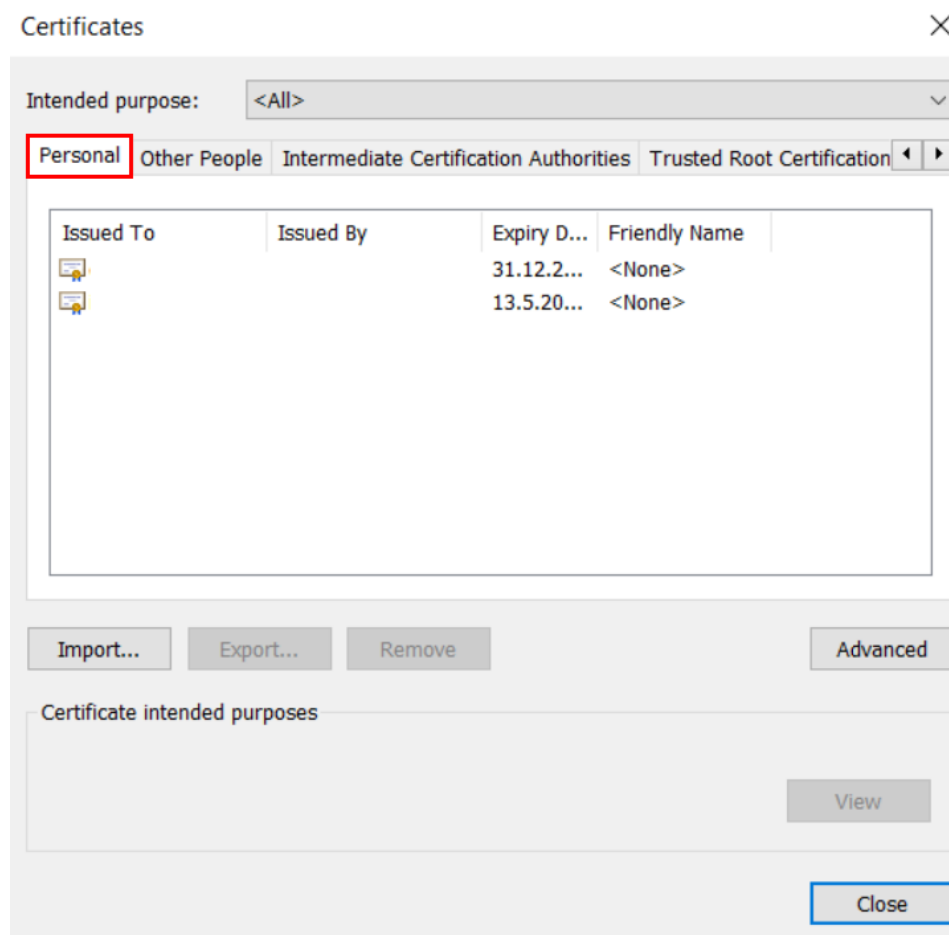 Certificates
Intended purpose: <All>
Personal Other People Intermediate Certification Authorities Trusted Root Certification
Issued To Issued By Expiry D... Friendly Name
31.12.2... <None>
13.5.20... <None>
Import... Export... Remove Advanced
Certificate intended purposes
View
Close